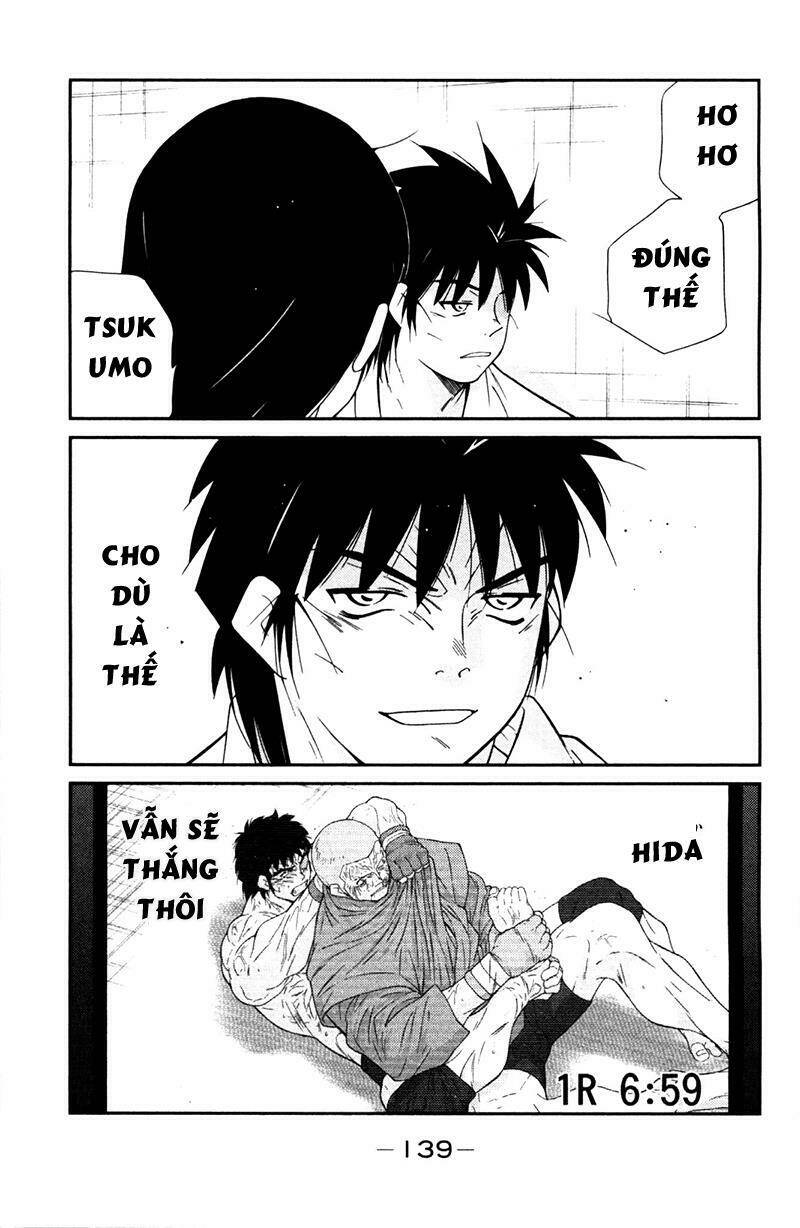 HƠ
HƠ
ĐÚNG
THẾ
TSUK
UMO
CHO
DÙ
LÀ
THẾ
HIDA
VẪN SẼ
THẮNG
THÔI
1R 6:59
—139—